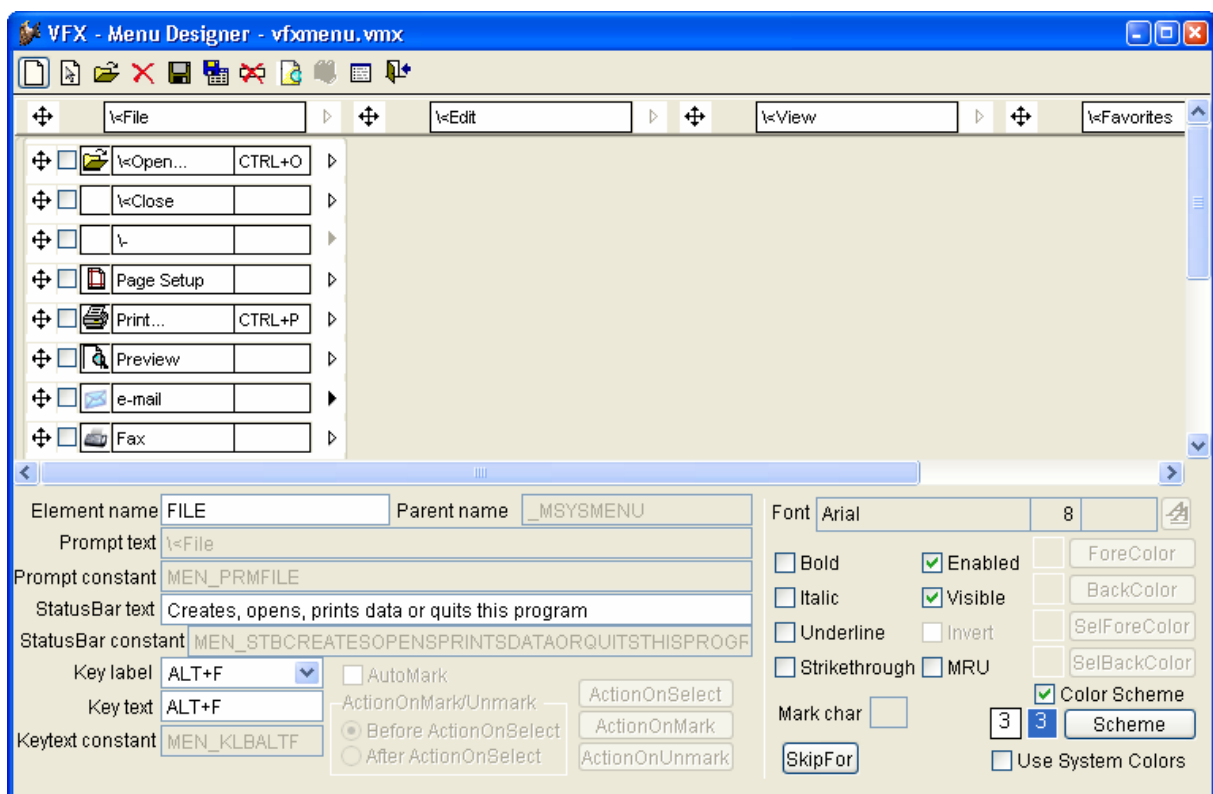 VFX - Menu Designer - vfxmenu.vmx
\<File \<Edit \<View \<Favorites
\<Open... CTRL+O
\<Close
\-
Page Setup
Print... CTRL+P
Preview
e-mail
Fax
Element name FILE Parent name _MSYSMENU
Prompt text \<File
Prompt constant MEN_PRMFILE
StatusBar text Creates, opens, prints data or quits this program
StatusBar constant MEN_STBCREATESOPENSPRINTSDATAORQUITSTHISPROGR
Key label ALT+F
Key text ALT+F
Keytext constant MEN_KLBALTF
AutoMark
ActionOnMark/Unmark
Before ActionOnSelect
After ActionOnSelect
ActionOnSelect
ActionOnMark
ActionOnUnmark
Font Arial 8
Bold Enabled ForeColor
Italic Visible BackColor
Underline Invert SelForeColor
Strikethrough MRU SelBackColor
Color Scheme
Mark char 3 3 Scheme
SkipFor Use System Colors